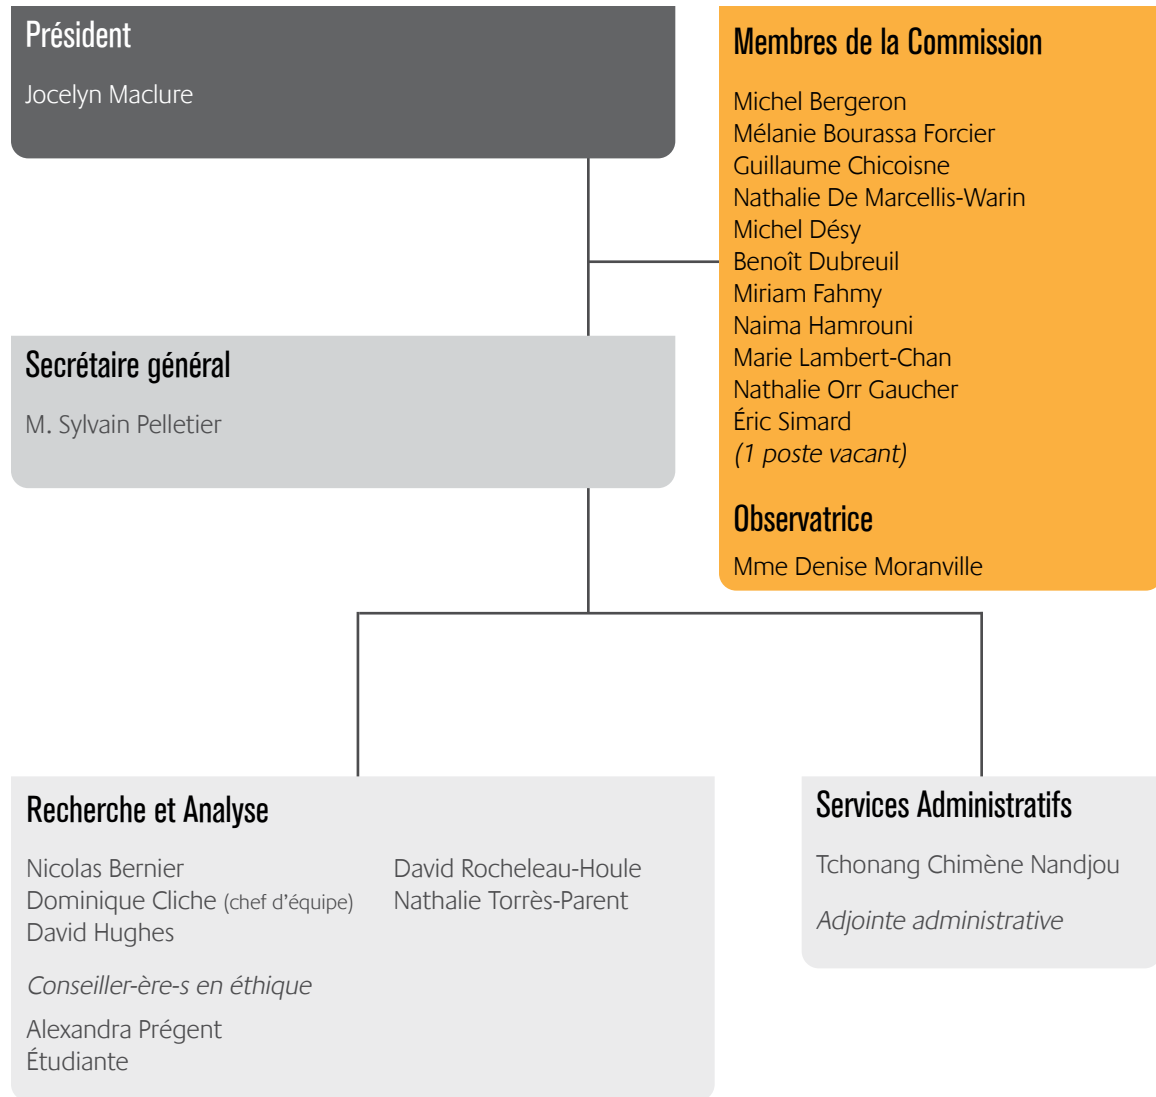 Président
Jocelyn Maclure
Membres de la Commission
Michel Bergeron
Mélanie Bourassa Forcier
Guillaume Chicoisne
Nathalie De Marcellis-Warin
Michel Désy
Benoît Dubreuil
Miriam Fahmy
Naima Hamrouni
Marie Lambert-Chan
Nathalie Orr Gaucher
Éric Simard
(1 poste vacant)
Observatrice
Mme Denise Moranville
Secrétaire général
M. Sylvain Pelletier
Recherche et Analyse
Nicolas Bernier
Dominique Cliche (chef d'équipe)
David Hughes
David Rocheleau-Houle
Nathalie Torrès-Parent
Conseiller-ère-s en éthique
Alexandra Prégent
Étudiante
Services Administratifs
Tchonang Chimène Nandjou
Adjointe administrative